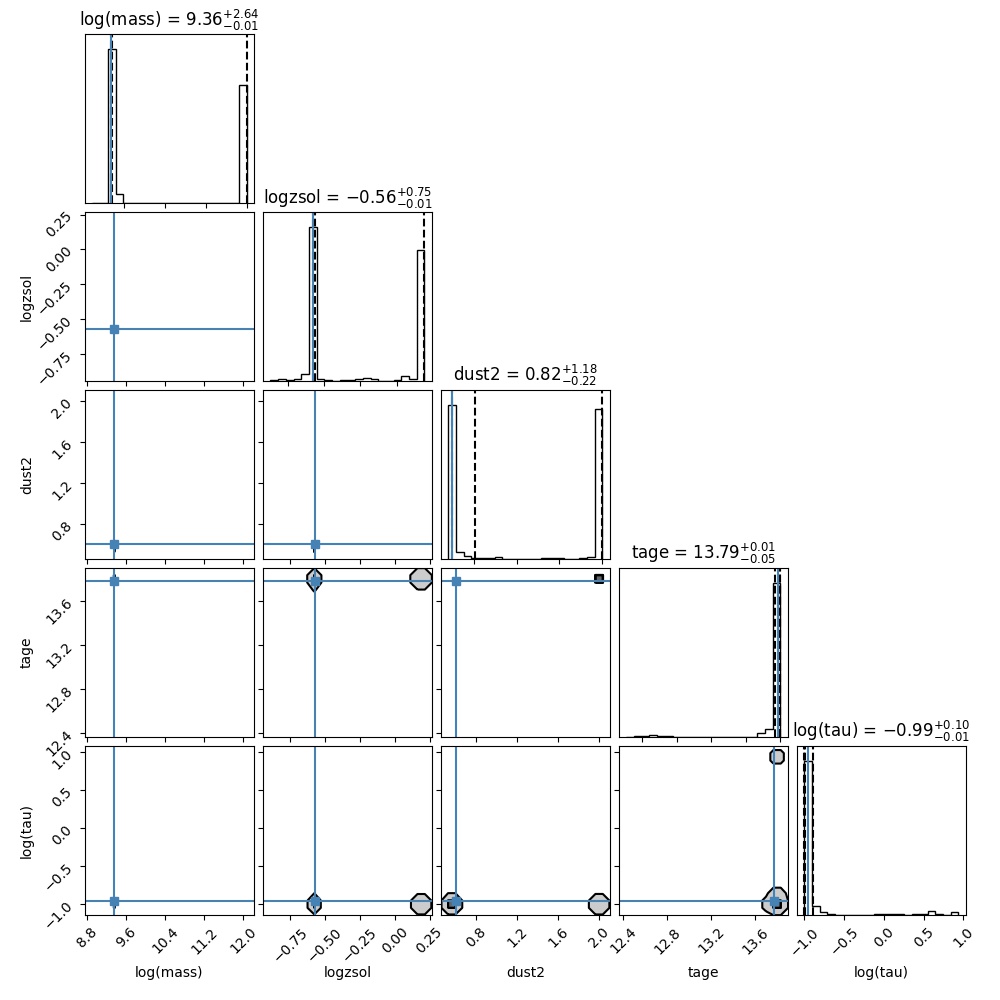 log(mass) = 9.36+2.64−0.01
logzsol = −0.56+0.75−0.01
0.25
0.00
−0.25
−0.50
−0.75
logzsol
dust2 = 0.82+1.18−0.22
2.0
1.6
1.2
0.8
dust2
tage = 13.79+0.01−0.05
13.6
13.2
12.8
12.4
tage
log(tau) = −0.99+0.10−0.01
1.0
0.5
0.0
−0.5
−1.0
log(tau)
8.8 9.6 10.4 11.2 12.0
−0.75 −0.50 −0.25 0.00 0.25
0.8 1.2 1.6 2.0
12.4 12.8 13.2 13.6
−1.0 −0.5 0.0 0.5 1.0
log(mass) logzsol dust2 tage log(tau)